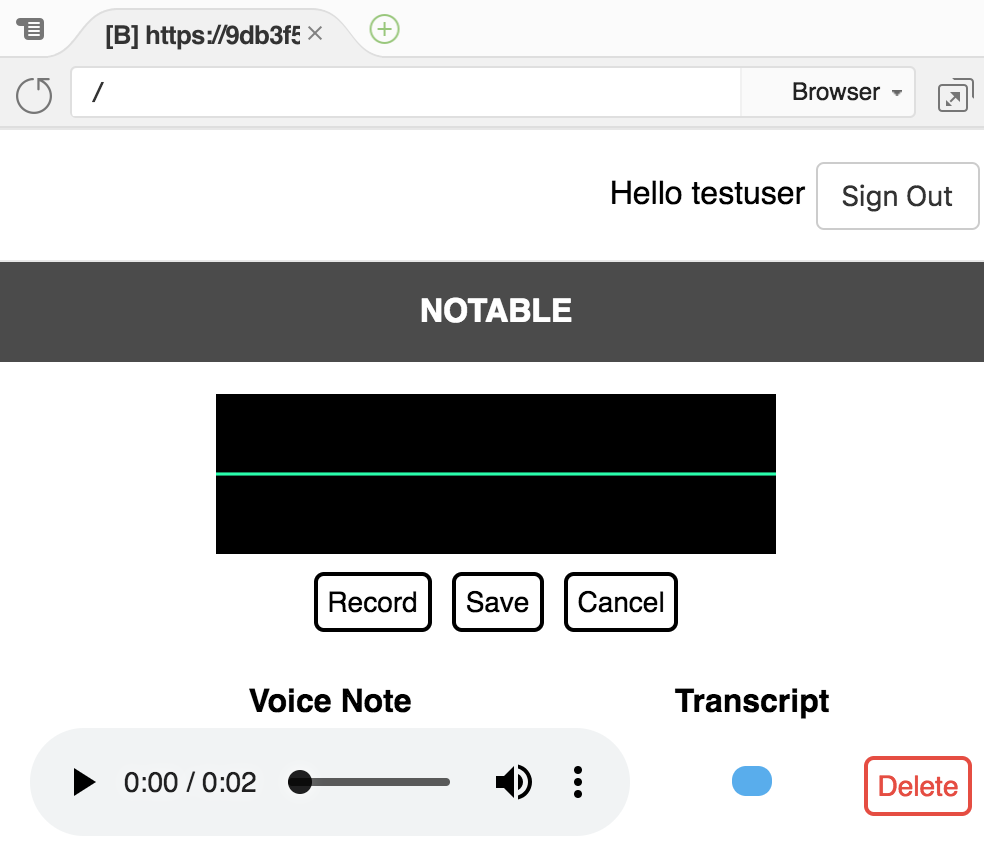 [B] https://9db3f5
/
Browser
Hello testuser
Sign Out
NOTABLE
Record
Save
Cancel
Voice Note
Transcript
0:00 / 0:02
Delete